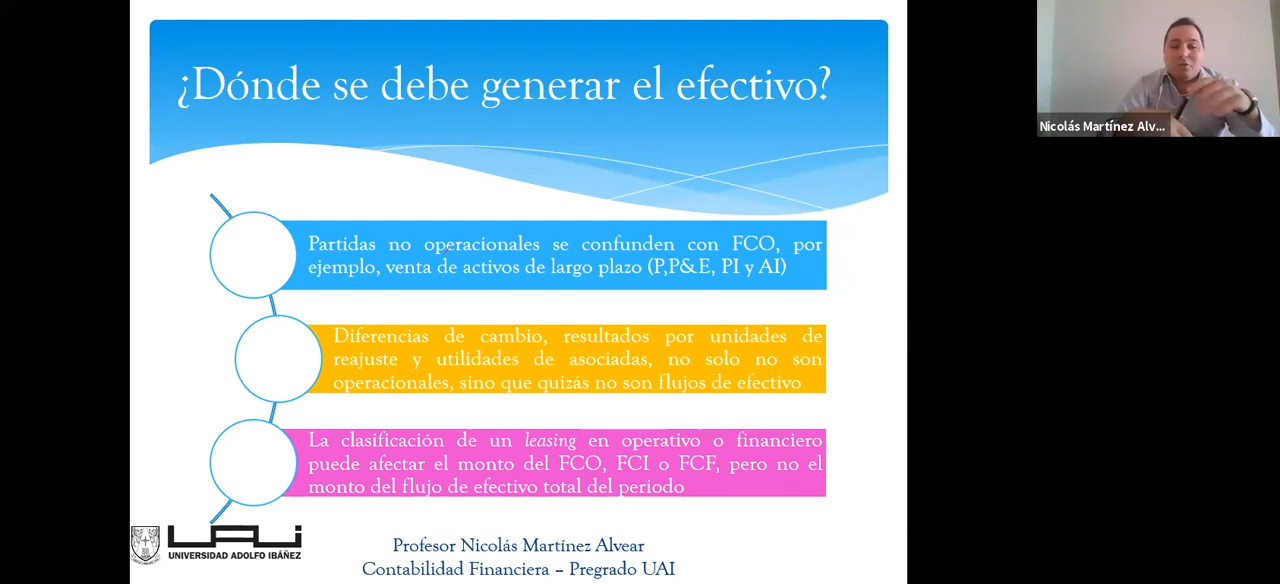 ¿Dónde se debe generar el efectivo?
Partidas no operacionales se confunden con FCO, por
ejemplo, venta de activos de largo plazo (P,P&E, PI y AI)
Diferencias de cambio, resultados por unidades de
reajuste y utilidades de asociadas, no solo no son
operacionales, sino que quizás no son flujos de efectivo
La clasificación de un leasing en operativo o financiero
puede afectar el monto del FCO, FCI o FCF, pero no el
monto del flujo de efectivo total del periodo
UAI
UNIVERSIDAD ADOLFO IBÁÑEZ
Profesor Nicolás Martínez Alvear
Contabilidad Financiera – Pregrado UAI
Nicolás Martínez Alv...